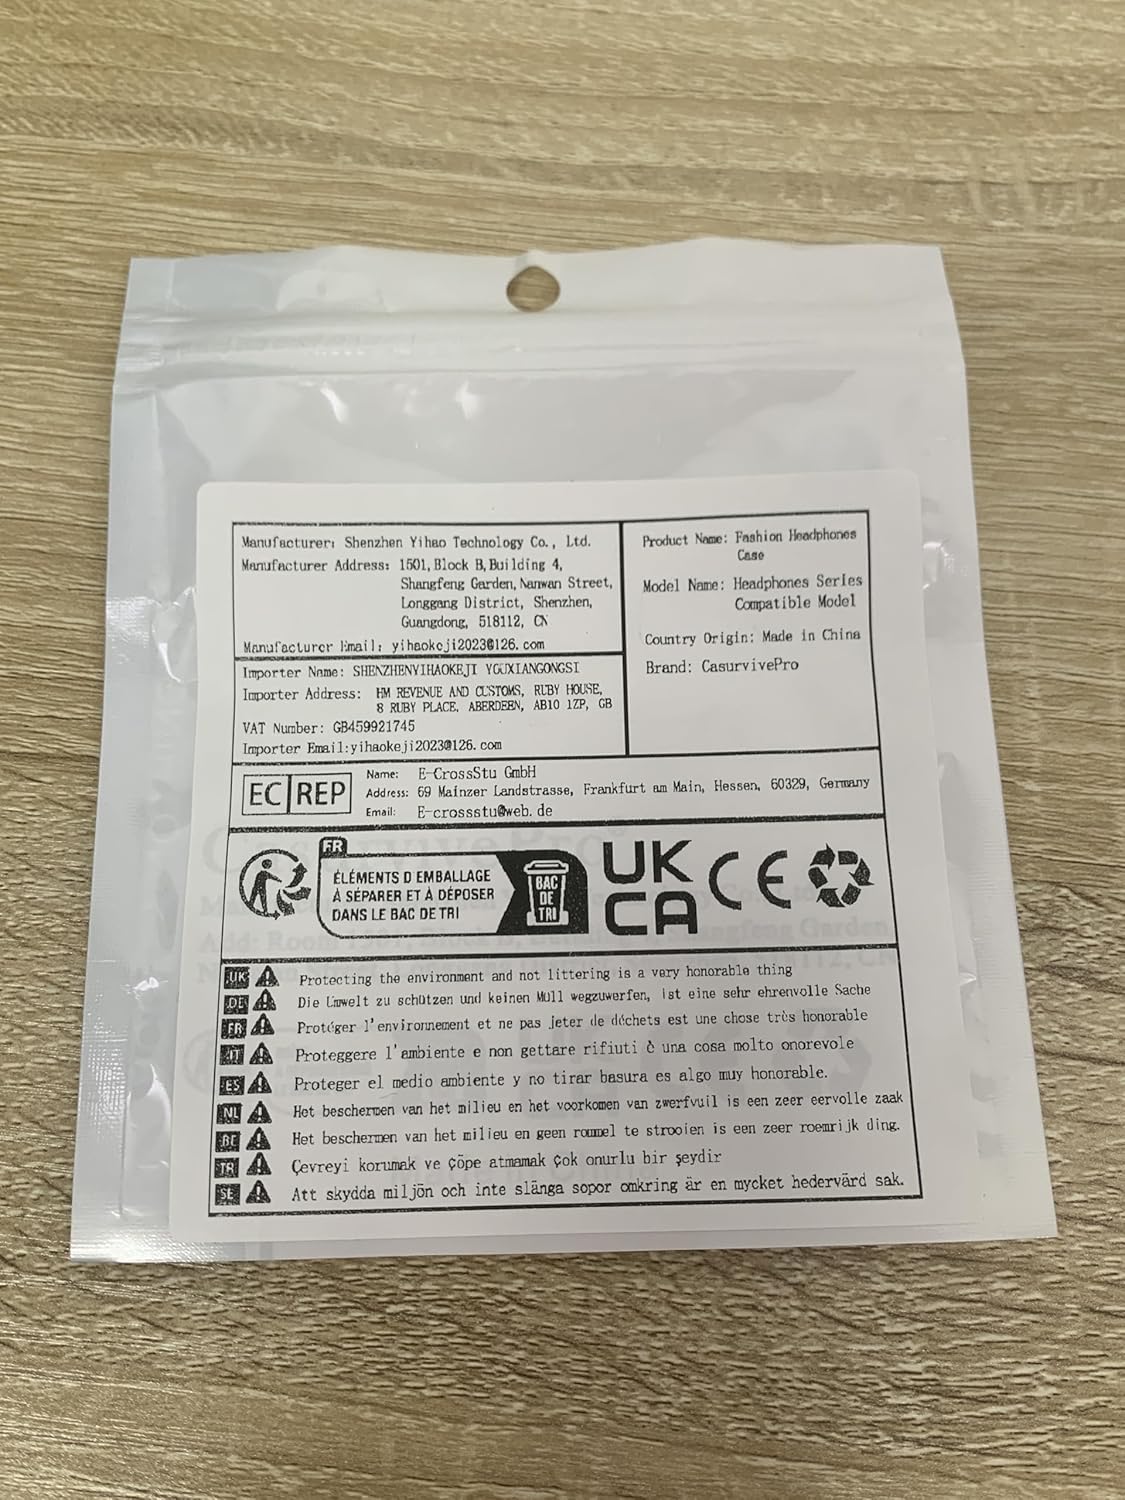 Manufacturer: Shenzhen Yihao Technology Co., Ltd.
Manufacturer Address: 1501, Block B, Building 4,
Shangfeng Garden, Nanwan Street,
Longgang District, Shenzhen,
Guangdong, 518112, CN
Manufacturer Email: yihaokeji2023@126.com
Importer Name: SHENZHENYIHAOKEJI YOUXIANGONGSI
Importer Address: HM REVENUE AND CUSTOMS, RUBY HOUSE,
8 RUBY PLACE, ABERDEEN, AB10 1ZP, GB
VAT Number: GB459921745
Importer Email:yihaokeji2023@126.com
Product Name: Fashion Headphones
Case
Model Name: Headphones Series
Compatible Model
Country Origin: Made in China
Brand: CasurvivePro
EC REP
Name: E-CrossStu GmbH
Address: 69 Mainzer Landstrasse, Frankfurt am Main, Hessen, 60329, Germany
Email: E-crossstu@web.de
FR
ÉLÉMENTS D EMBALLAGE
À SÉPARER ET À DÉPOSER
DANS LE BAC DE TRI
BAC
DE
TRI
UK
CA
CE
UK Protecting the environment and not littering is a very honorable thing
DE Die Umwelt zu schützen und keinen Müll wegzuwerfen, ist eine sehr ehrenvolle Sache
FR Protéger l'environnement et ne pas jeter de déchets est une chose très honorable
IT Proteggere l'ambiente e non gettare rifiuti è una cosa molto onorevole
ES Proteger el medio ambiente y no tirar basura es algo muy honorable.
NL Het beschermen van het milieu en het voorkomen van zwerfvuil is een zeer eervolle zaak
BE Het beschermen van het milieu en geen rommel te strooien is een zeer roemrijk ding.
TR Çevreyi korumak ve Çöpe atmamak Çok onurlu bir şeydir
SE Att skydda miljön och inte slänga sopor omkring är en mycket hedervärd sak.